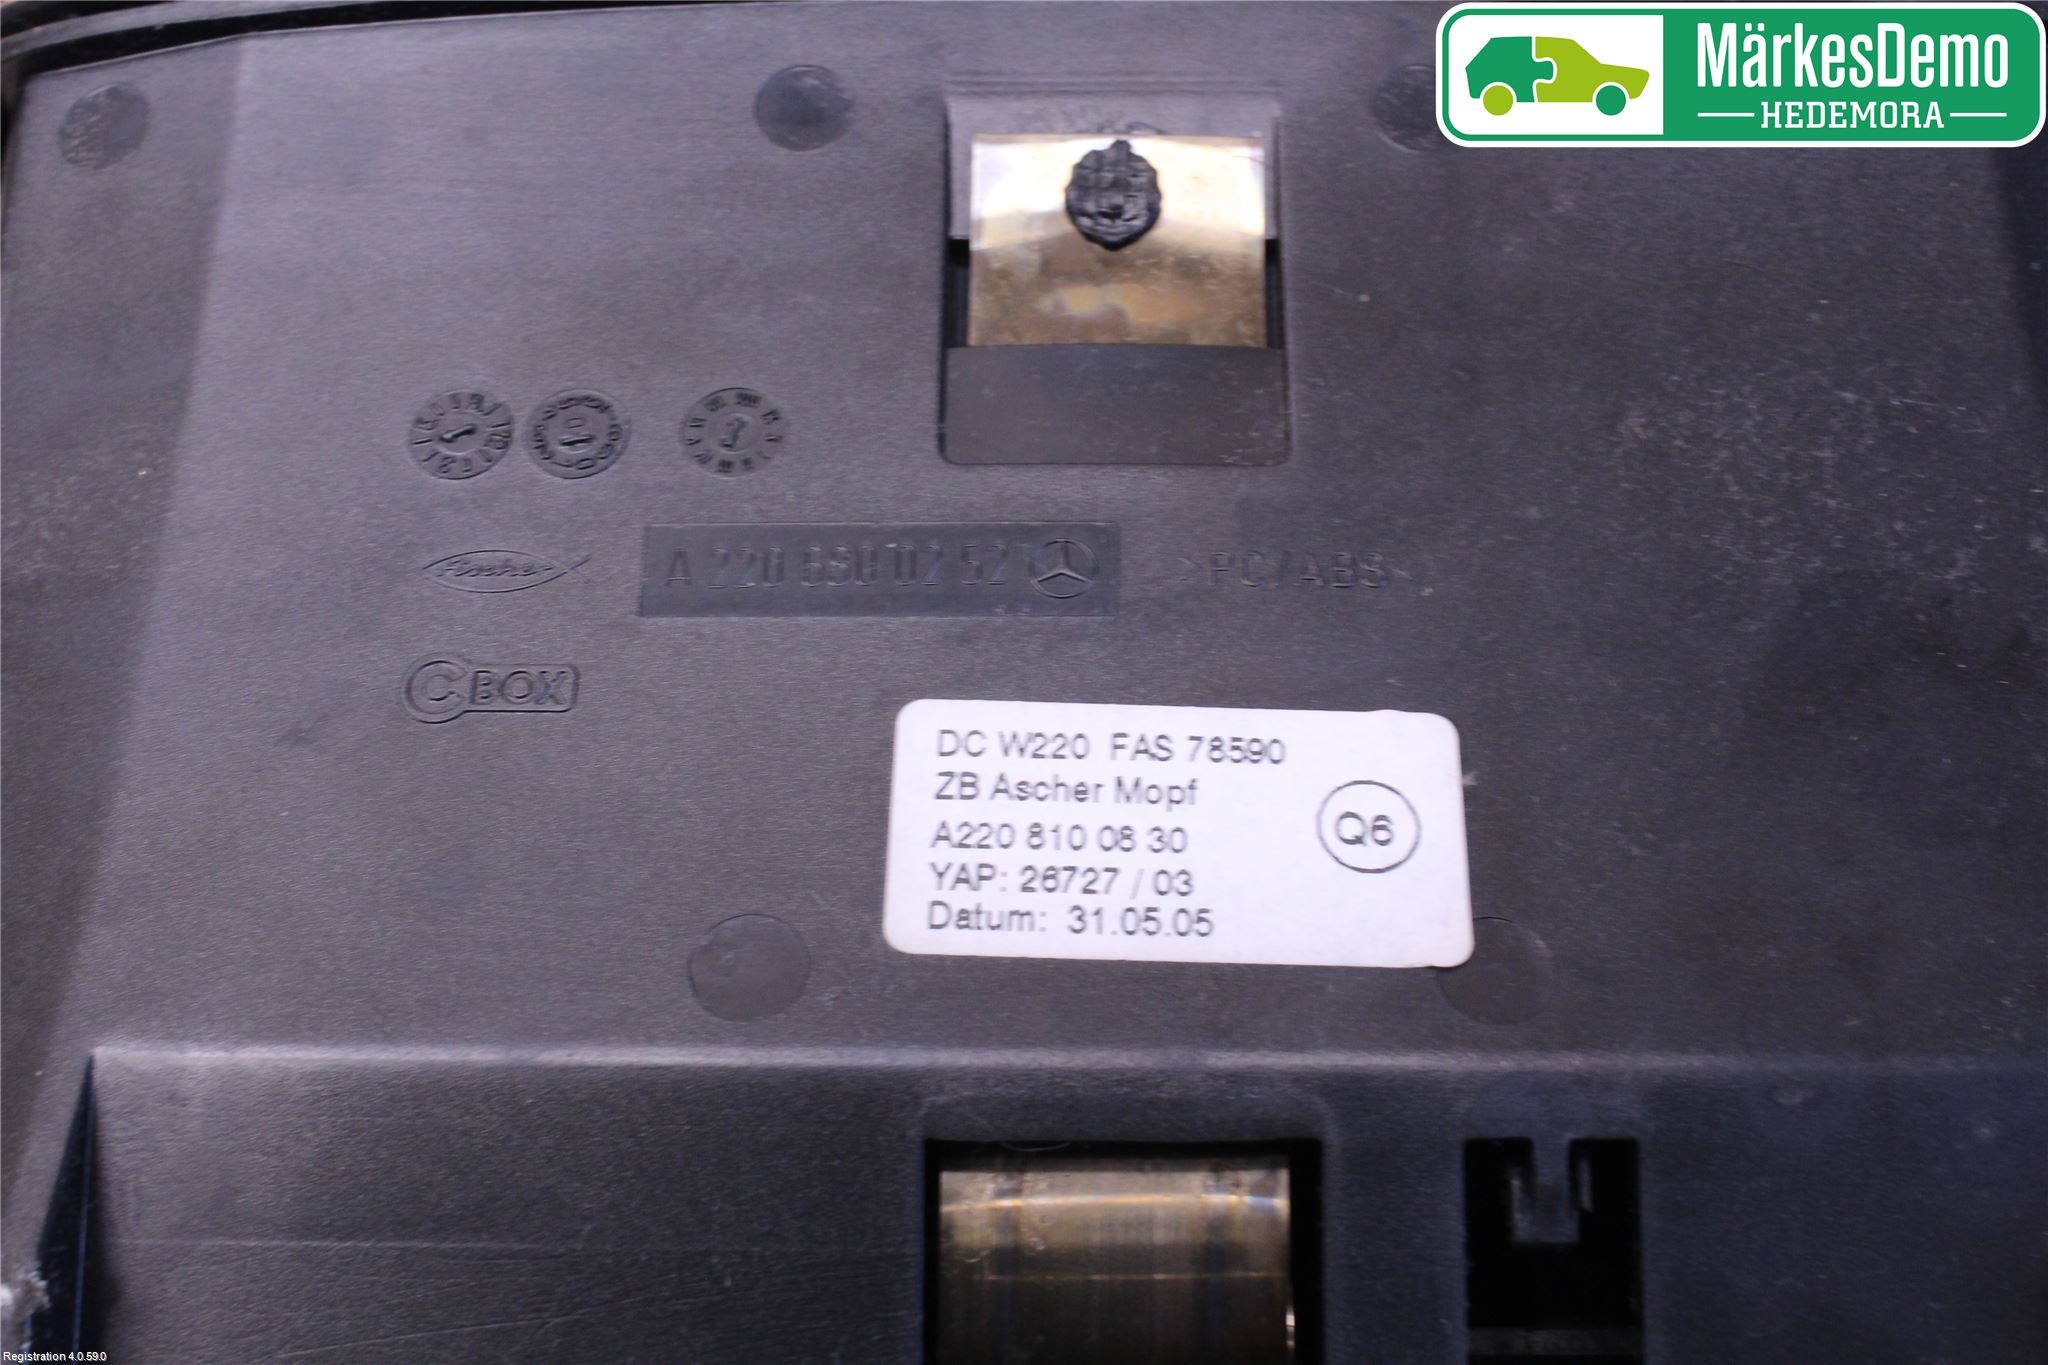 MärkesDemo
HEDEMORA
fischer
A 220 680 02 52
>PC/ABS<
C BOX
DC W220 FAS 78590
ZB Ascher Mopf
A220 810 08 30
YAP: 26727 / 03
Datum: 31.05.05
Q6
Registration 4.0.59.0